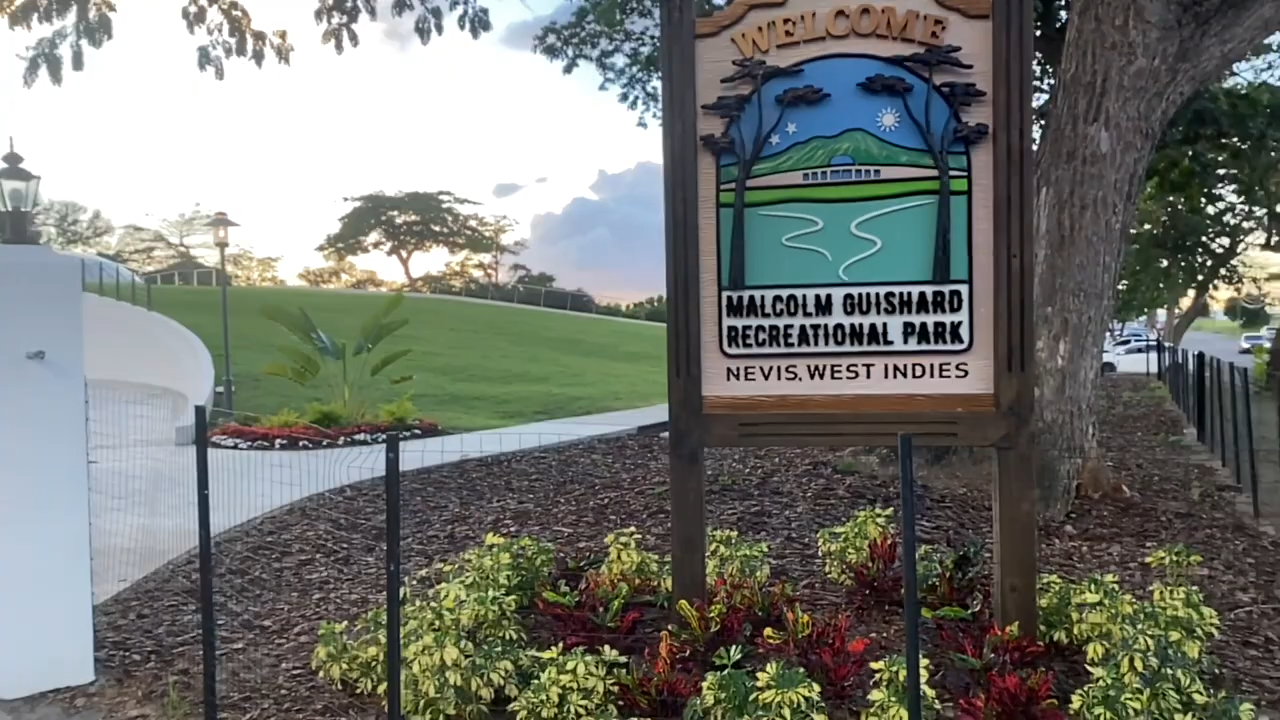 WELCOME
MALCOLM GUISHARD
RECREATIONAL PARK
NEVIS, WEST INDIES